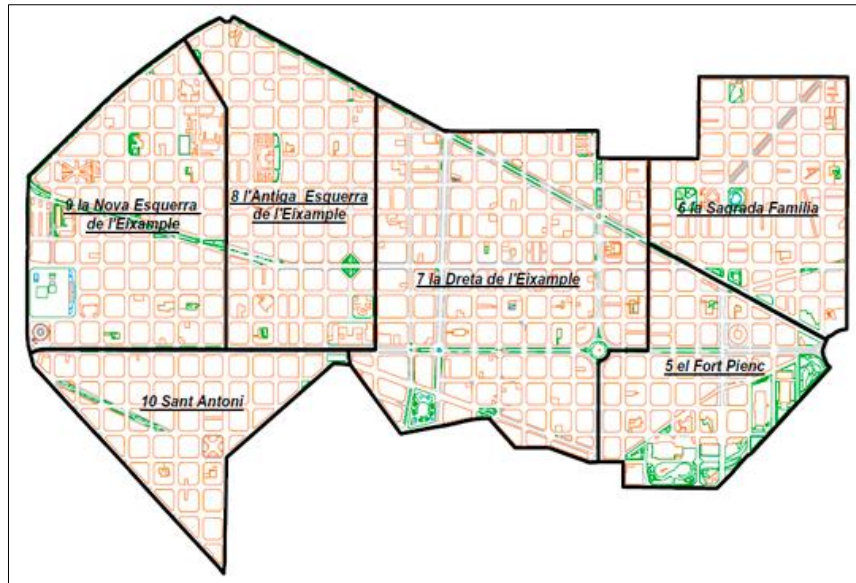 9 la Nova Esquerra
de l'Eixample
8 l'Antiga Esquerra
de l'Eixample
7 la Dreta de l'Eixample
6 la Sagrada Família
5 el Fort Pienc
10 Sant Antoni